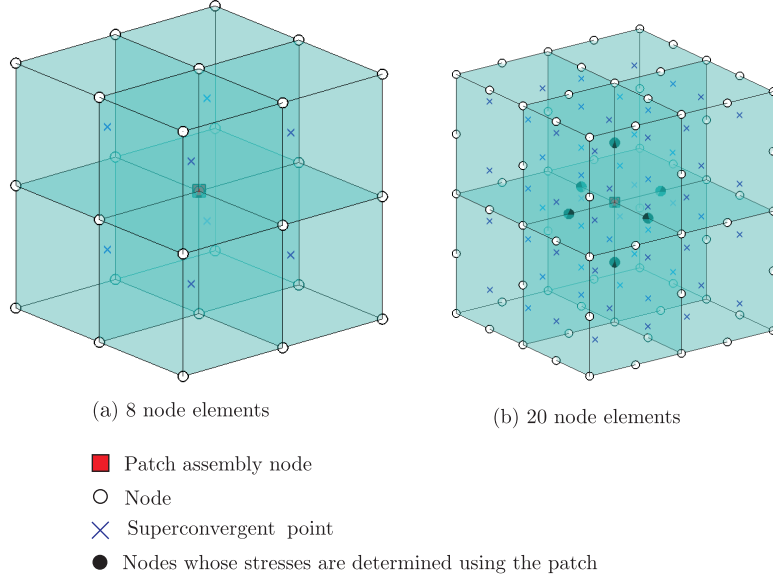 (a) 8 node elements
(b) 20 node elements
Patch assembly node
Node
Superconvergent point
Nodes whose stresses are determined using the patch